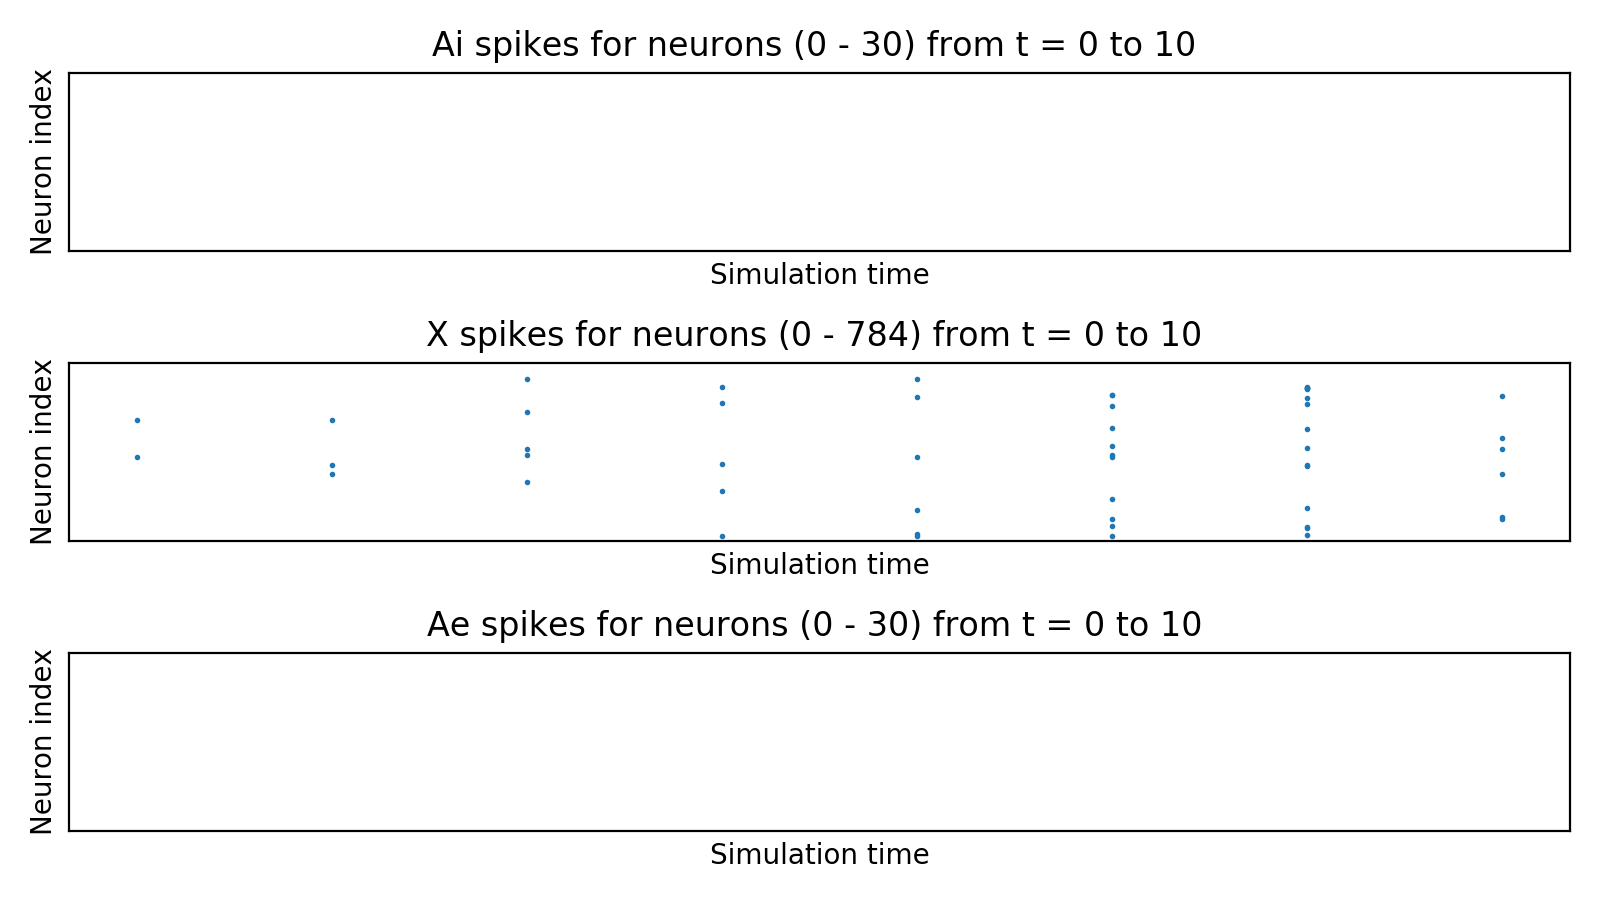 Ai spikes for neurons (0 - 30) from t = 0 to 10
Neuron index
Simulation time
X spikes for neurons (0 - 784) from t = 0 to 10
Neuron index
Simulation time
Ae spikes for neurons (0 - 30) from t = 0 to 10
Neuron index
Simulation time